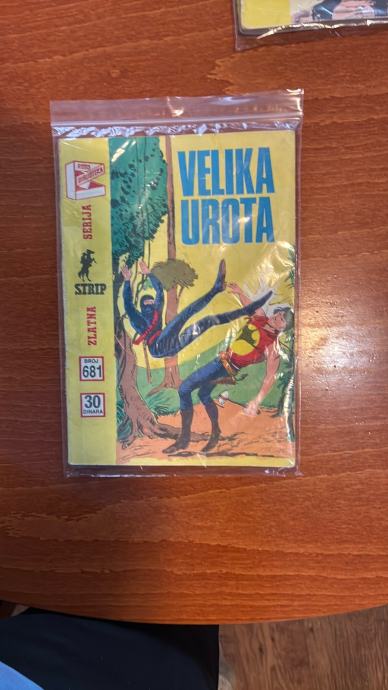 VELIKA
UROTA
ZLATNA
STRIP
SERIJA
BROJ
681
30
DINARA